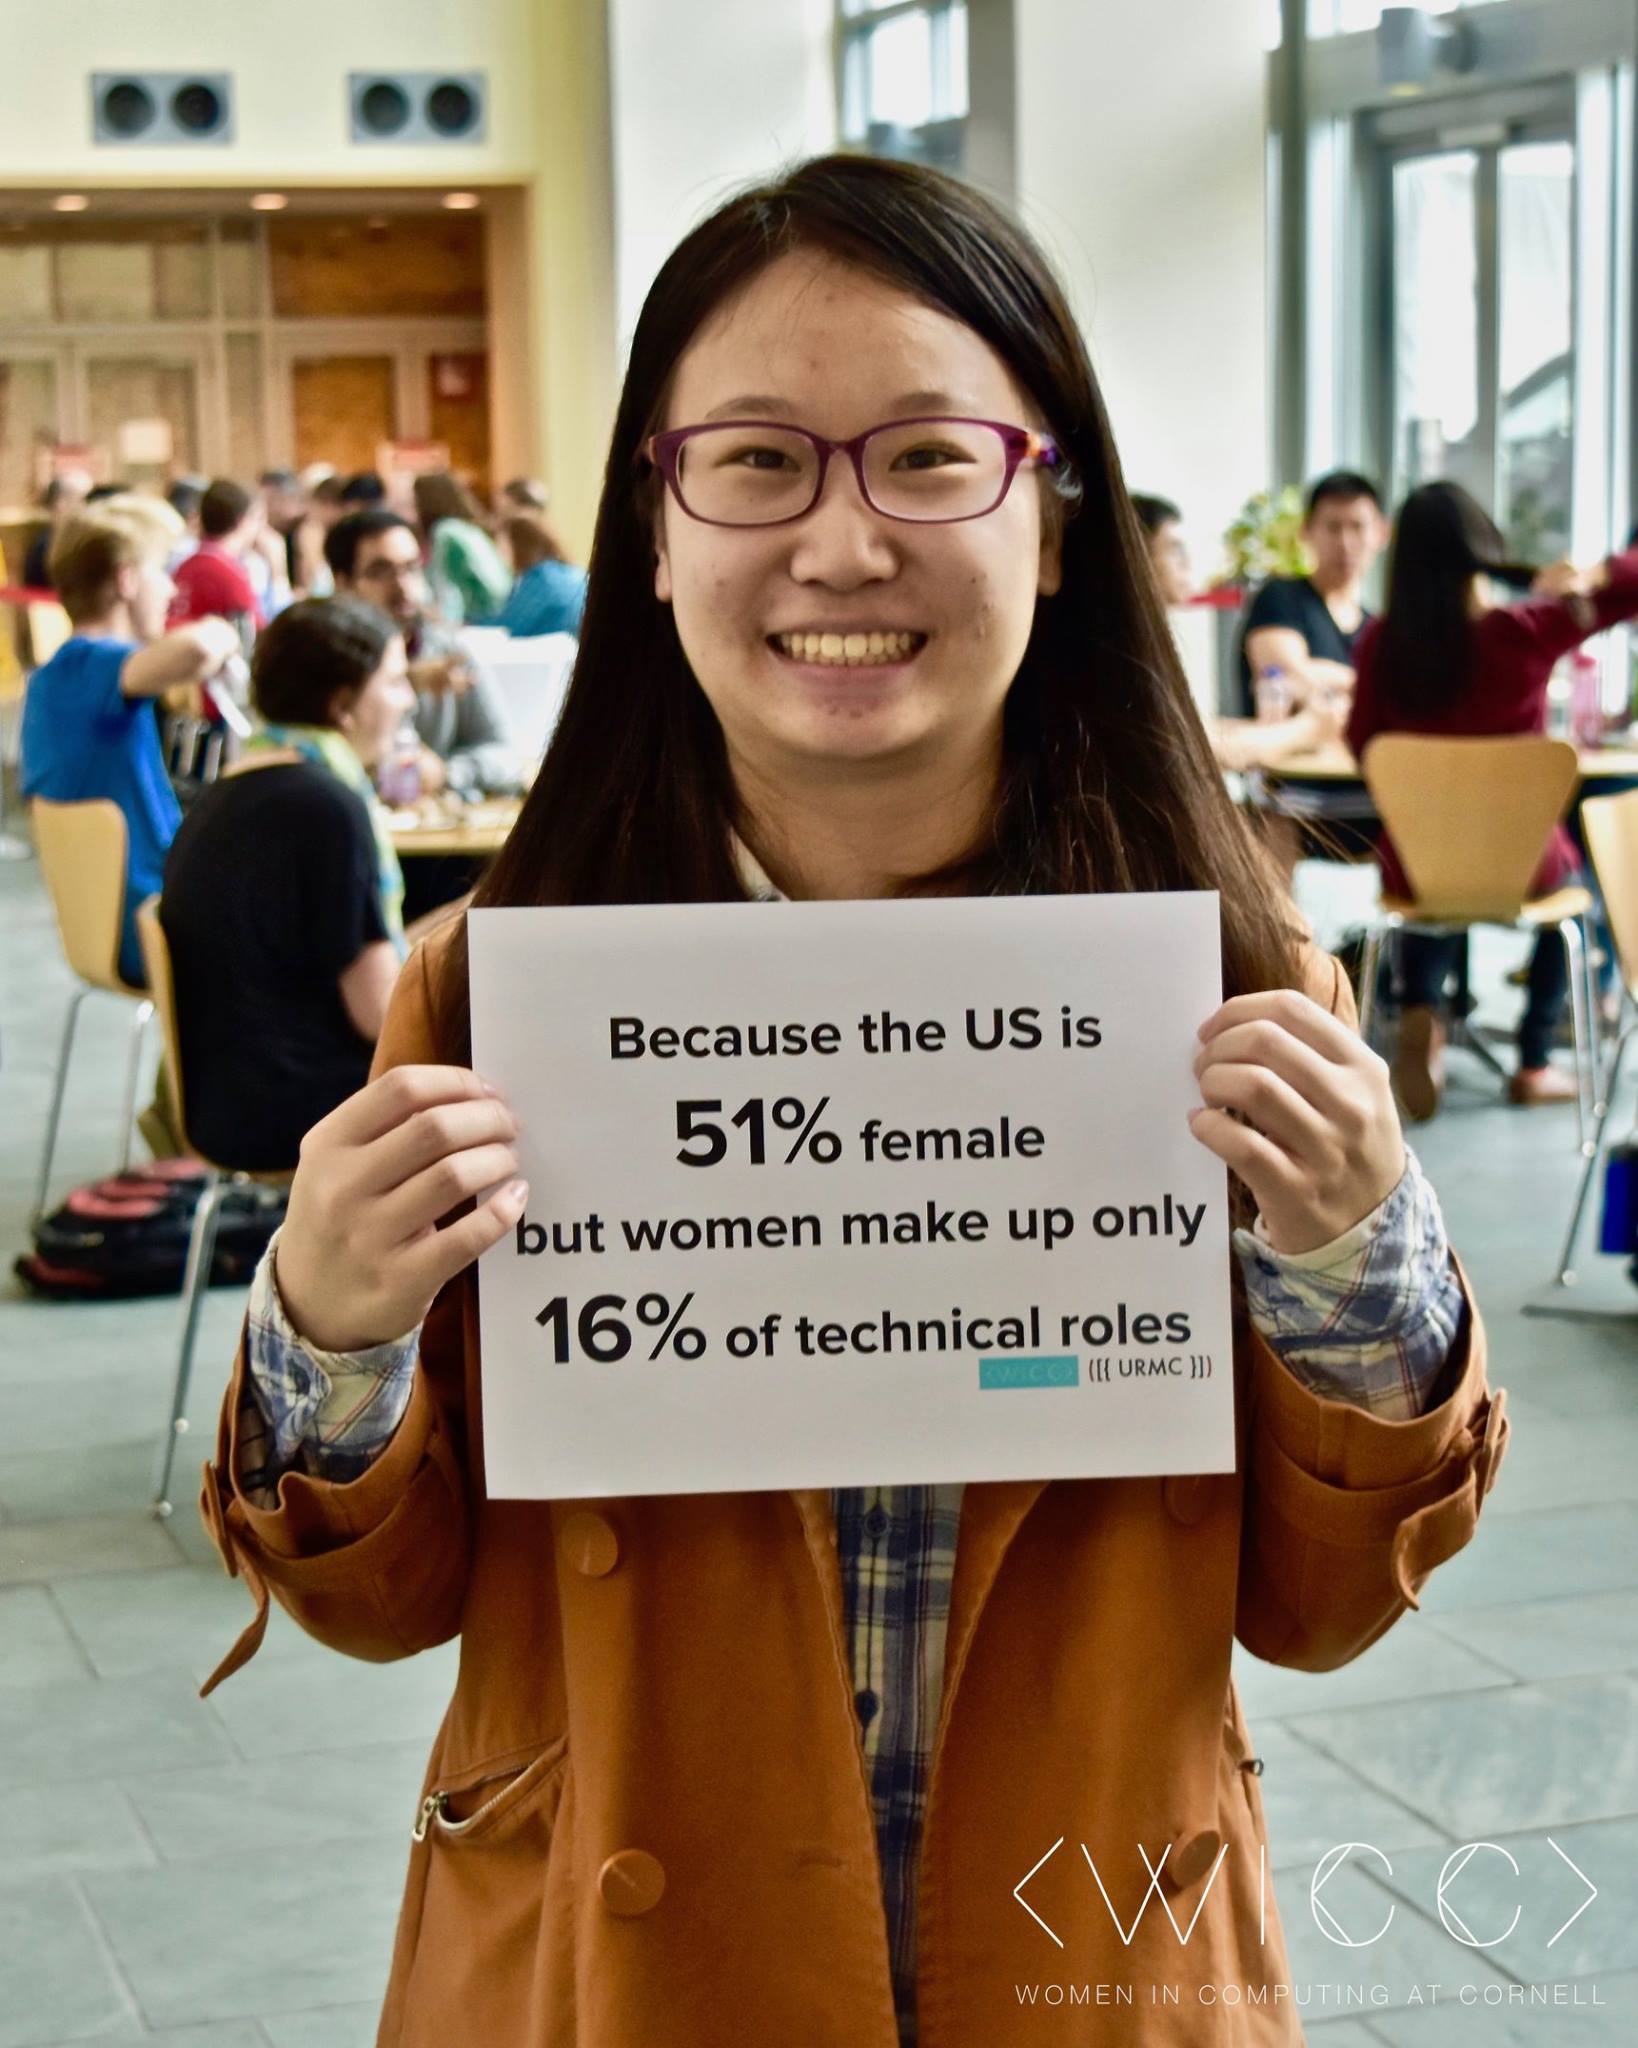 Because the US is
51% female
but women make up only
16% of technical roles
<WICC> ([{ URMC }])
<WICC>
WOMEN IN COMPUTING AT CORNELL